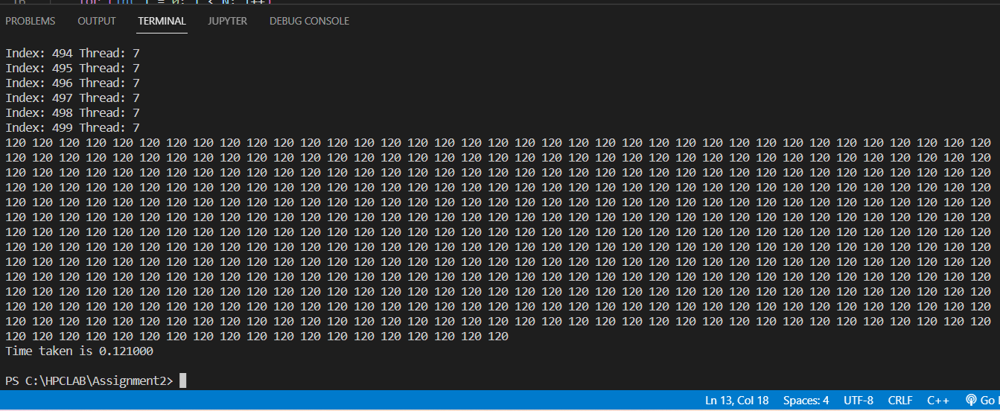 16 for (int i = 0; i < N; i++)
PROBLEMS OUTPUT TERMINAL JUPYTER DEBUG CONSOLE
Index: 494 Thread: 7
Index: 495 Thread: 7
Index: 496 Thread: 7
Index: 497 Thread: 7
Index: 498 Thread: 7
Index: 499 Thread: 7
120 120 120 120 120 120 120 120 120 120 120 120 120 120 120 120 120 120 120 120 120 120 120 120 120 120 120 120 120 120 120 120 120 120 120 120 120
120 120 120 120 120 120 120 120 120 120 120 120 120 120 120 120 120 120 120 120 120 120 120 120 120 120 120 120 120 120 120 120 120 120 120 120 120
120 120 120 120 120 120 120 120 120 120 120 120 120 120 120 120 120 120 120 120 120 120 120 120 120 120 120 120 120 120 120 120 120 120 120 120 120
120 120 120 120 120 120 120 120 120 120 120 120 120 120 120 120 120 120 120 120 120 120 120 120 120 120 120 120 120 120 120 120 120 120 120 120 120
120 120 120 120 120 120 120 120 120 120 120 120 120 120 120 120 120 120 120 120 120 120 120 120 120 120 120 120 120 120 120 120 120 120 120 120 120
120 120 120 120 120 120 120 120 120 120 120 120 120 120 120 120 120 120 120 120 120 120 120 120 120 120 120 120 120 120 120 120 120 120 120 120 120
120 120 120 120 120 120 120 120 120 120 120 120 120 120 120 120 120 120 120 120 120 120 120 120 120 120 120 120 120 120 120 120 120 120 120 120 120
120 120 120 120 120 120 120 120 120 120 120 120 120 120 120 120 120 120 120 120 120 120 120 120 120 120 120 120 120 120 120 120 120 120 120 120 120
120 120 120 120 120 120 120 120 120 120 120 120 120 120 120 120 120 120 120 120 120 120 120 120 120 120 120 120 120 120 120 120 120 120 120 120 120
120 120 120 120 120 120 120 120 120 120 120 120 120 120 120 120 120 120 120 120 120 120 120 120 120 120 120 120 120 120 120 120 120 120 120 120 120
120 120 120 120 120 120 120 120 120 120 120 120 120 120 120 120 120 120 120 120 120 120 120 120 120 120 120 120 120 120 120 120 120 120 120 120 120
120 120 120 120 120 120 120 120 120 120 120 120 120 120 120 120 120 120 120 120 120 120 120 120 120 120 120 120 120 120 120 120 120 120 120 120 120
120 120 120 120 120 120 120 120 120 120 120 120 120 120 120 120 120 120 120 120 120 120 120 120 120 120 120 120 120 120 120 120 120 120 120 120 120
120 120 120 120 120 120 120 120 120 120 120 120 120 120 120 120 120 120 120
Time taken is 0.121000
PS C:\HPCLAB\Assignment2>
Ln 13, Col 18 Spaces: 4 UTF-8 CRLF C++ Go